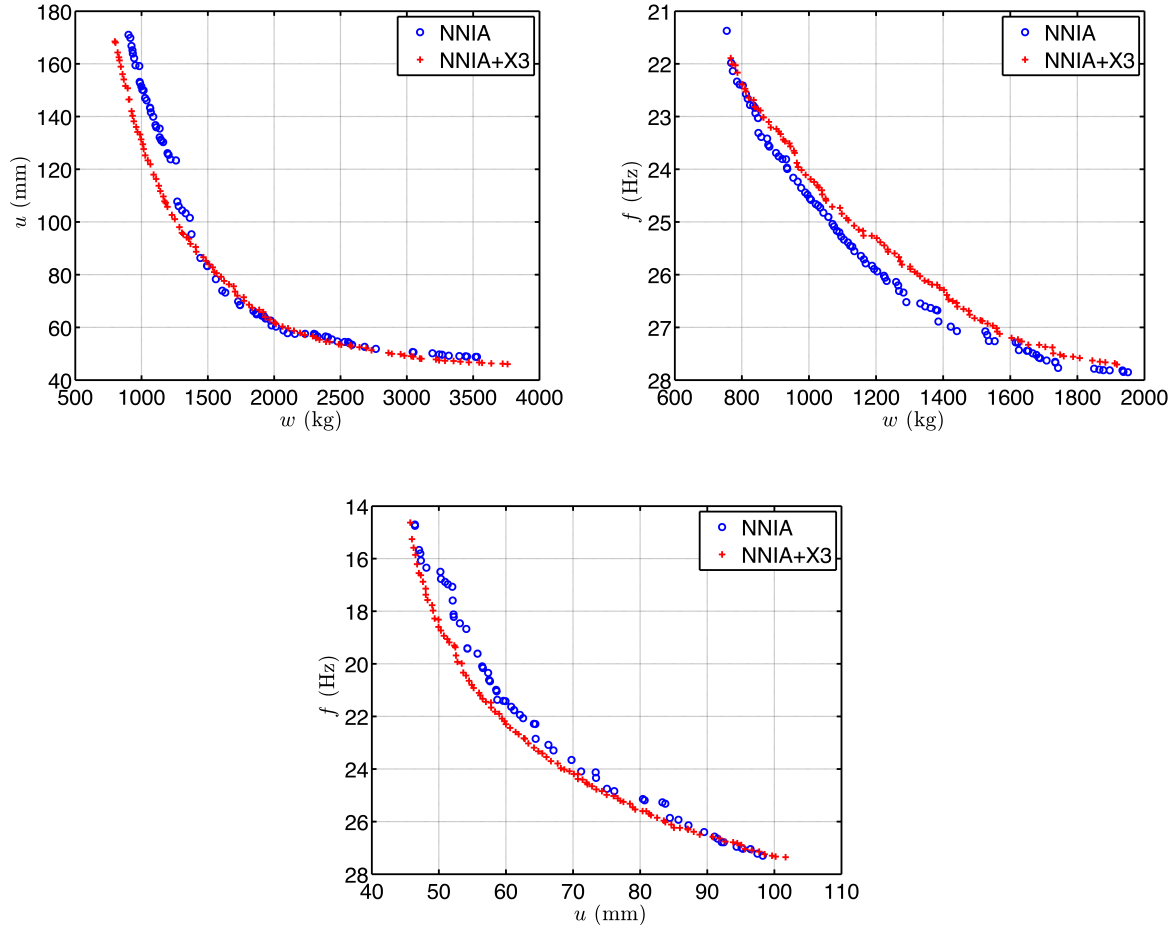 180
160
140
120
100
80
60
40
u (mm)
500 1000 1500 2000 2500 3000 3500 4000
w (kg)
NNIA
NNIA+X3
21
22
23
24
25
26
27
28
f (Hz)
600 800 1000 1200 1400 1600 1800 2000
w (kg)
NNIA
NNIA+X3
14
16
18
20
22
24
26
28
f (Hz)
40 50 60 70 80 90 100 110
u (mm)
NNIA
NNIA+X3